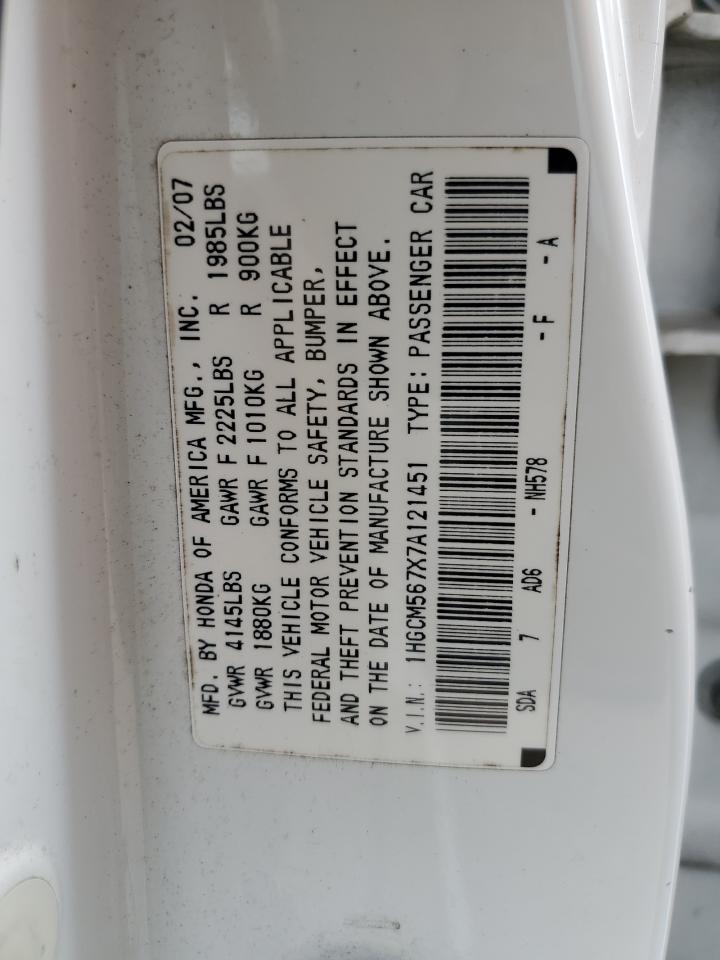 MFD. BY HONDA OF AMERICA MFG., INC. 02/07
GVWR 4145LBS GAWR F 2225LBS R 1985LBS
GVWR 1880KG GAWR F 1010KG R 900KG
THIS VEHICLE CONFORMS TO ALL APPLICABLE
FEDERAL MOTOR VEHICLE SAFETY, BUMPER,
AND THEFT PREVENTION STANDARDS IN EFFECT
ON THE DATE OF MANUFACTURE SHOWN ABOVE.
V.I.N.: 1HGCM567X7A121451 TYPE: PASSENGER CAR
SDA 7 AD6 - NH578 - F - A